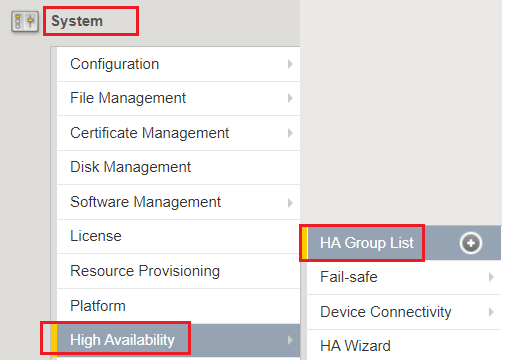 System
Configuration
File Management
Certificate Management
Disk Management
Software Management
License
Resource Provisioning
Platform
High Availability
HA Group List
Fail-safe
Device Connectivity
HA Wizard